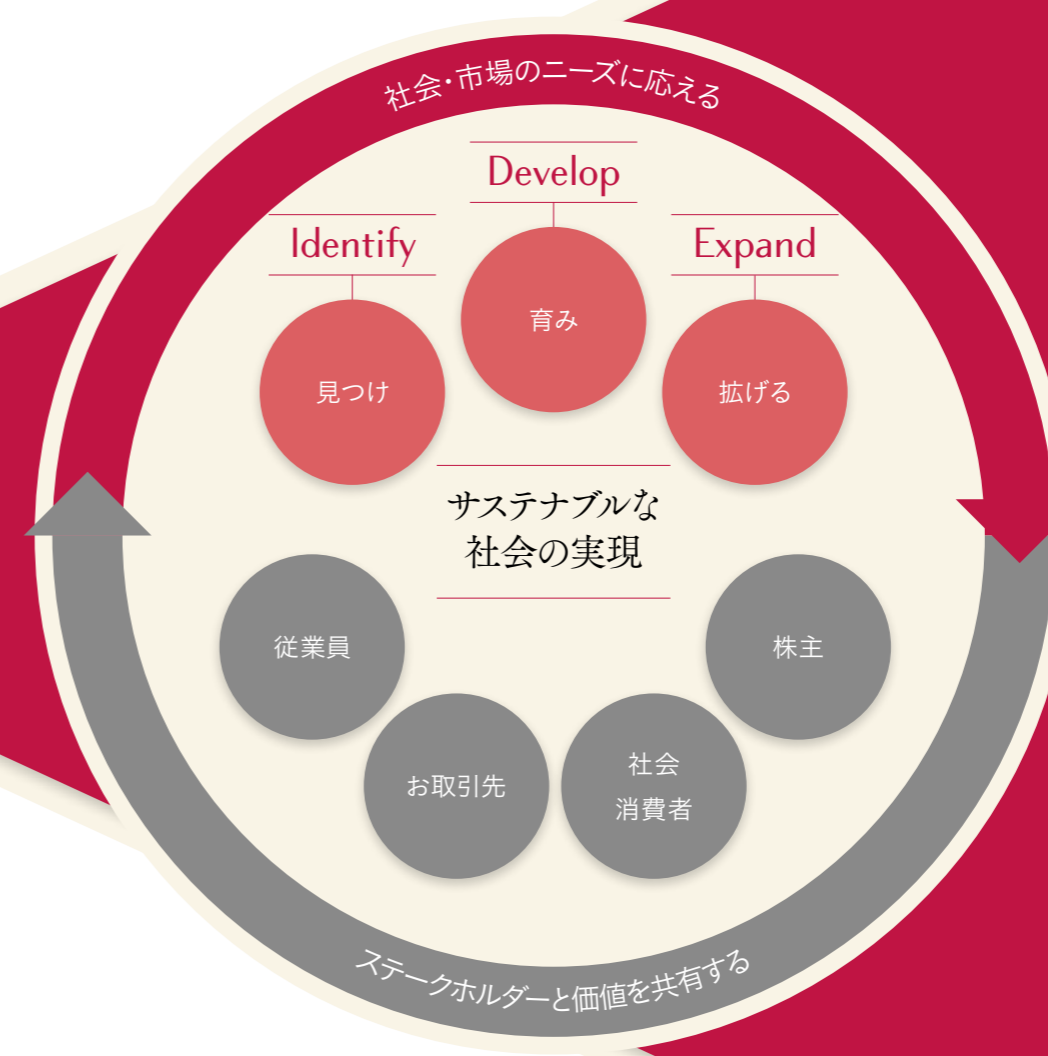 社会・市場のニーズに応える
Develop
Identify
Expand
育み
見つけ
拡げる
サステナブルな
社会の実現
従業員
株主
お取引先
社会
消費者
ステークホルダーと価値を共有する